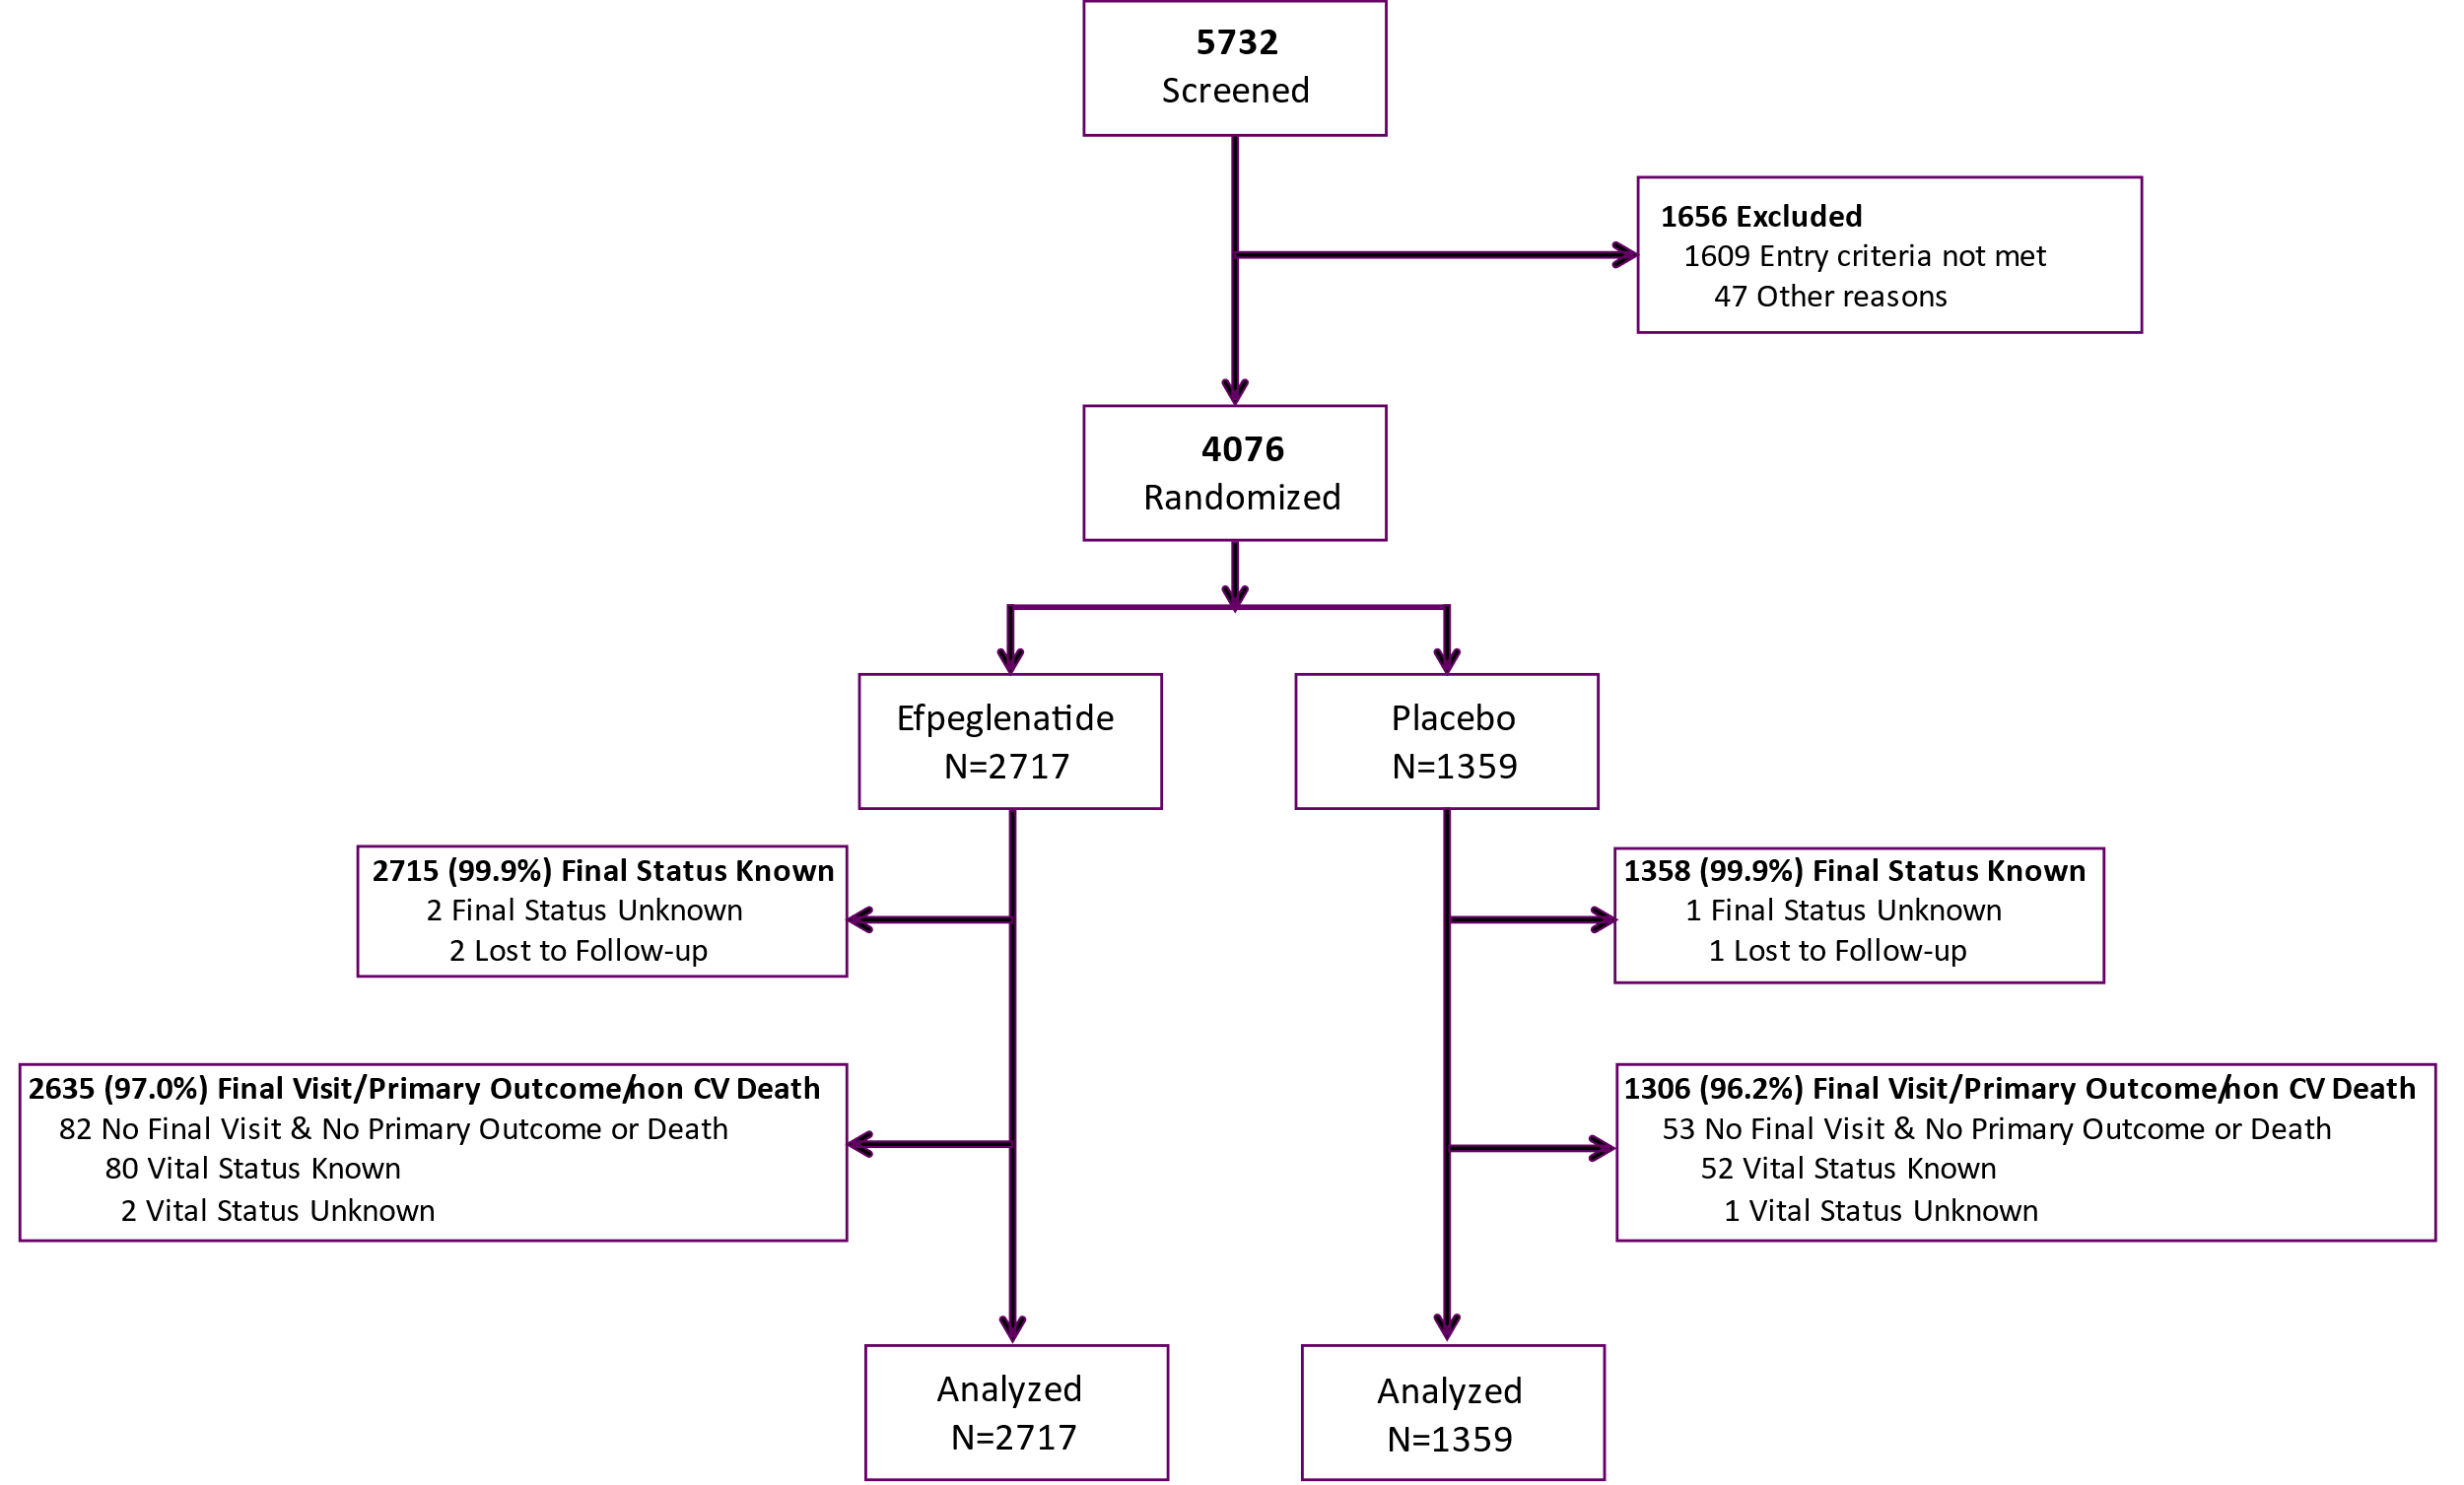 5732
Screened
1656 Excluded
1609 Entry criteria not met
47 Other reasons
4076
Randomized
Efpeglenatide
N=2717
Placebo
N=1359
2715 (99.9%) Final Status Known
2 Final Status Unknown
2 Lost to Follow-up
1358 (99.9%) Final Status Known
1 Final Status Unknown
1 Lost to Follow-up
2635 (97.0%) Final Visit/Primary Outcome/non CV Death
82 No Final Visit & No Primary Outcome or Death
80 Vital Status Known
2 Vital Status Unknown
1306 (96.2%) Final Visit/Primary Outcome/non CV Death
53 No Final Visit & No Primary Outcome or Death
52 Vital Status Known
1 Vital Status Unknown
Analyzed
N=2717
Analyzed
N=1359